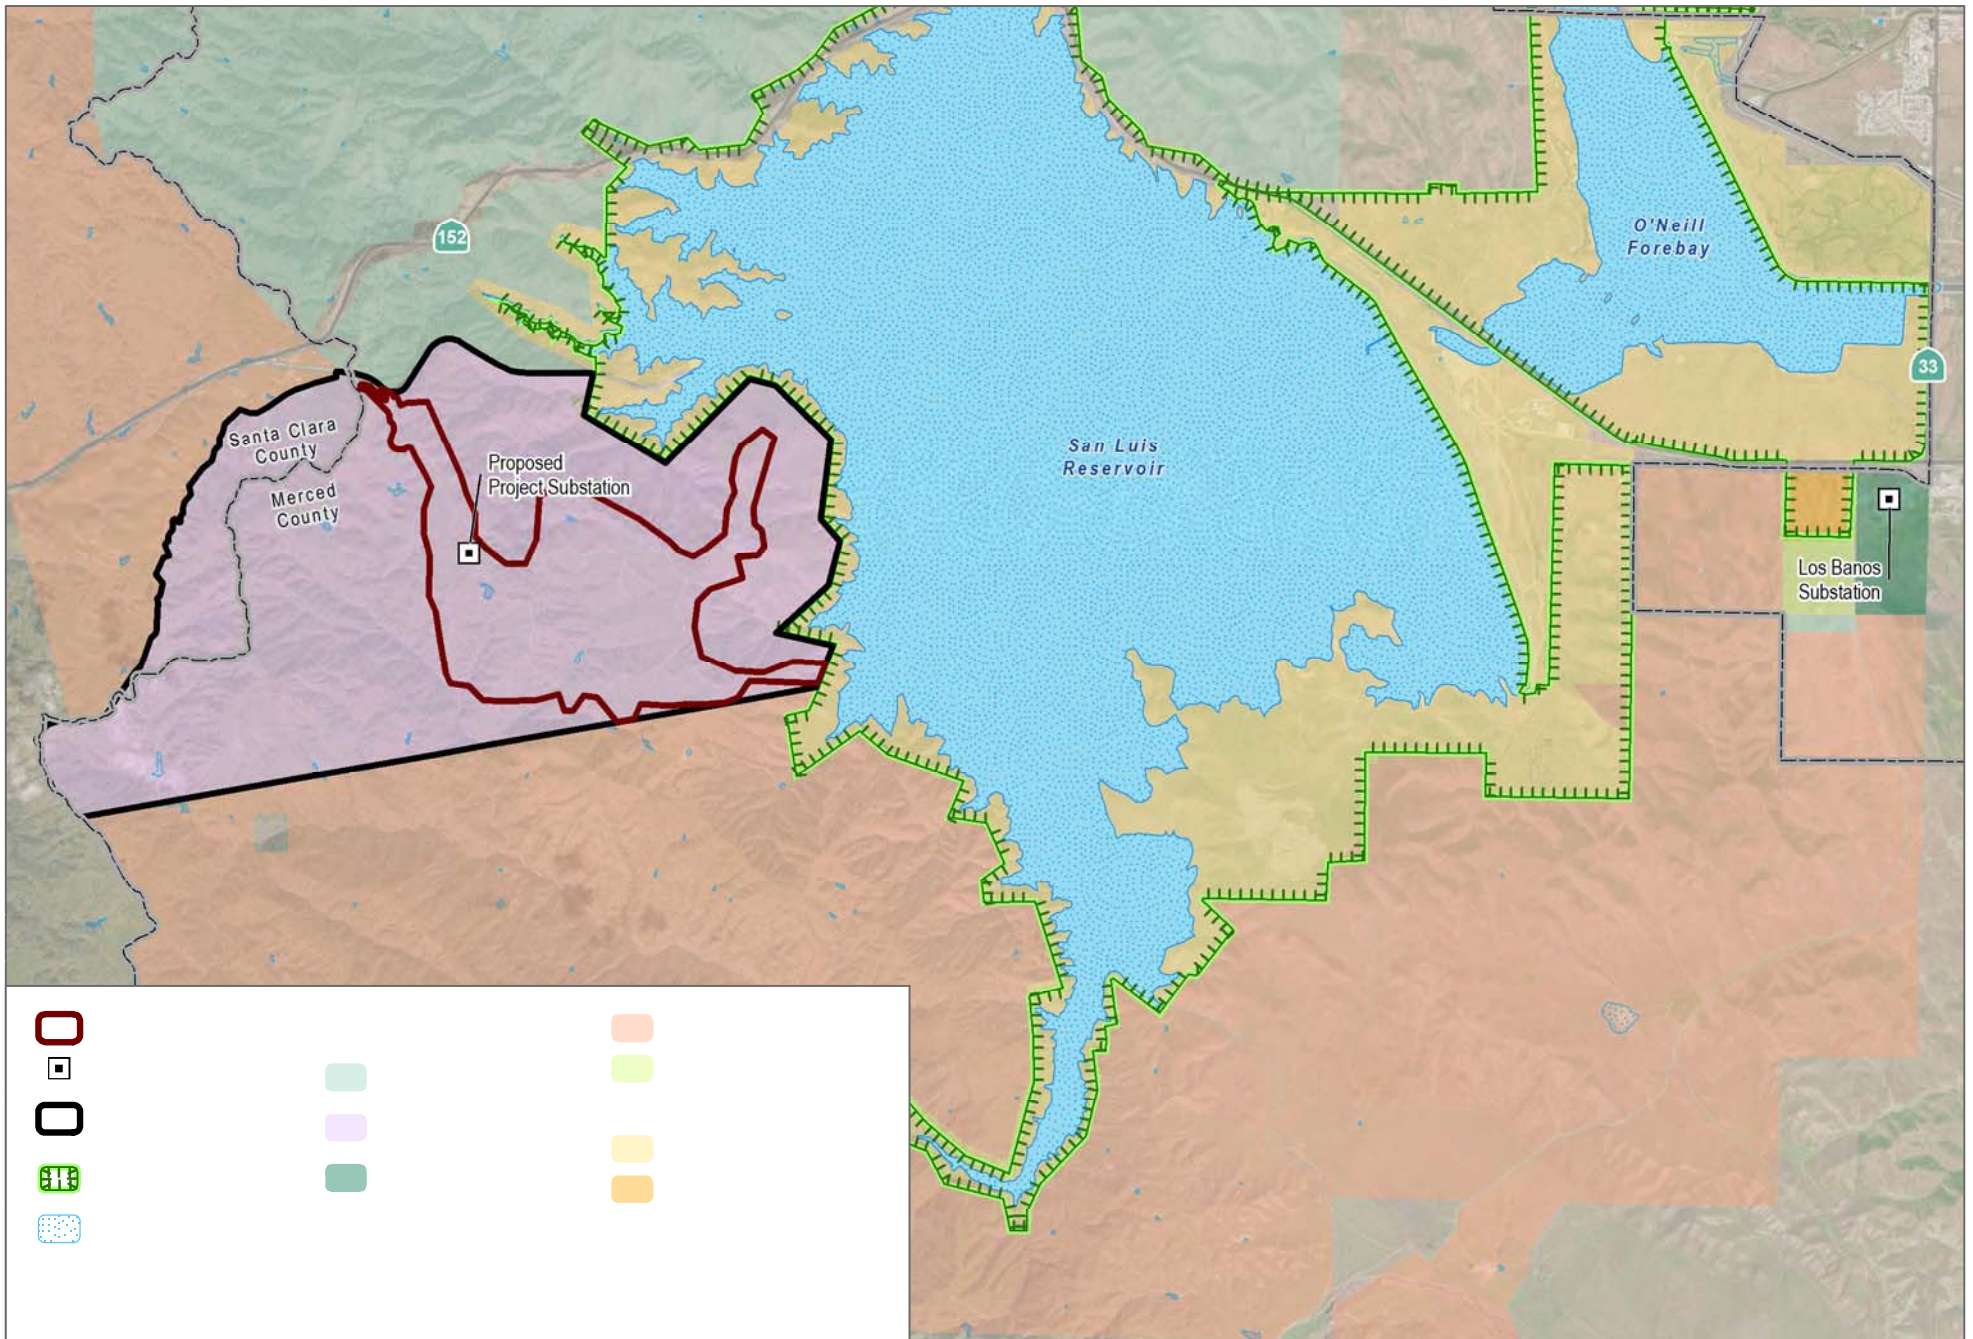 152
O'Neill
Forebay
33
Santa Clara
County
San Luis
Reservoir
Proposed
Project Substation
Merced
County
Los Banos
Substation